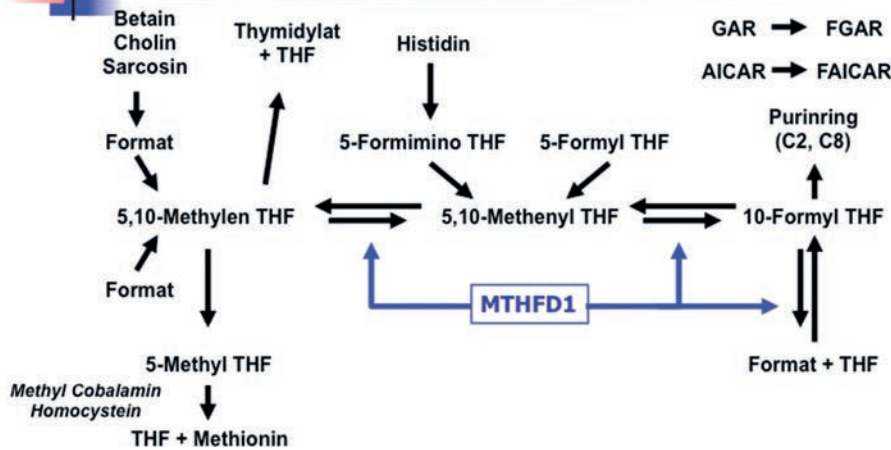 Betain
Cholin
Sarcosin
Thymidylat
+ THF
Histidin
GAR
FGAR
AICAR
FAICAR
Format
5-Formimino THF
5-Formyl THF
Purinring
(C2, C8)
5,10-Methylen THF
5,10-Methenyl THF
10-Formyl THF
Format
MTHFD1
5-Methyl THF
Format + THF
Methyl Cobalamin
Homocystein
THF + Methionin